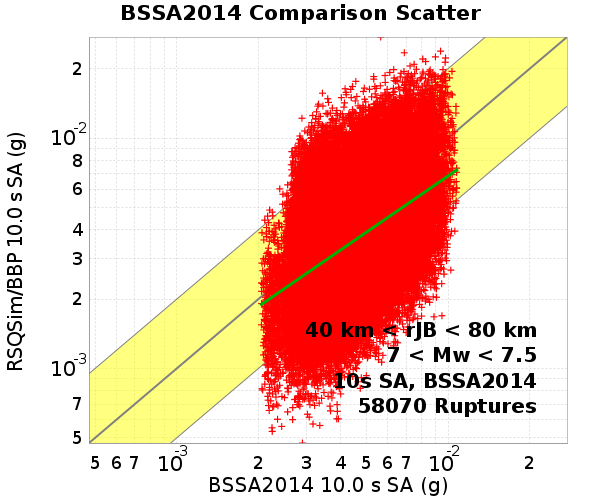 BSSA2014 Comparison Scatter
RSQSim/BBP 10.0 s SA (g)
2
10-2
8
6
4
3
2
10-3
7
5
40 km < rJB < 80 km
7 < Mw < 7.5
10s SA, BSSA2014
58070 Ruptures
5 6 7 10-3 2 3 4 5 6 7 10-2 2
BSSA2014 10.0 s SA (g)